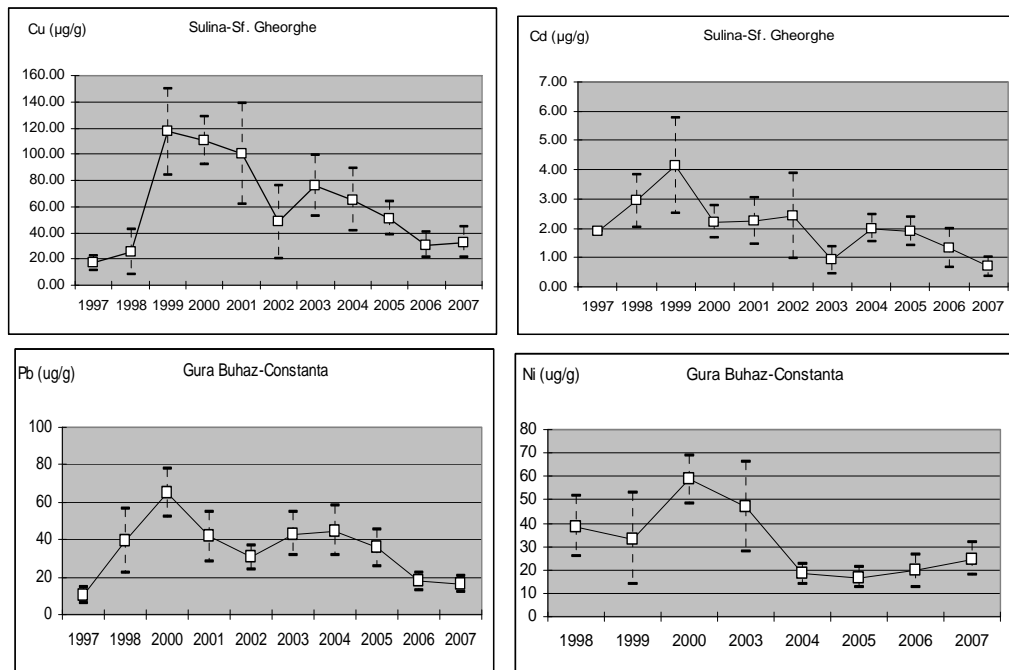 Cu (µg/g)
Sulina-Sf. Gheorghe
160.00
140.00
120.00
100.00
80.00
60.00
40.00
20.00
0.00
1997 1998 1999 2000 2001 2002 2003 2004 2005 2006 2007
Cd (µg/g)
Sulina-Sf. Gheorghe
7.00
6.00
5.00
4.00
3.00
2.00
1.00
0.00
1997 1998 1999 2000 2001 2002 2003 2004 2005 2006 2007
Pb (ug/g)
Gura Buhaz-Constanta
100
80
60
40
20
0
1997 1998 2000 2001 2002 2003 2004 2005 2006 2007
Ni (ug/g)
Gura Buhaz-Constanta
80
70
60
50
40
30
20
10
0
1998 1999 2000 2003 2004 2005 2006 2007